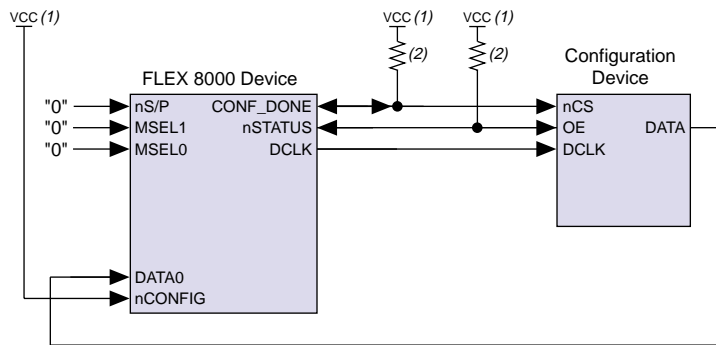 VCC (1)
VCC (1)
VCC (1)
(2)
(2)
FLEX 8000 Device
Configuration
Device
"0"
nS/P
CONF_DONE
nCS
"0"
MSEL1
nSTATUS
OE
DATA
"0"
MSEL0
DCLK
DCLK
DATA0
nCONFIG